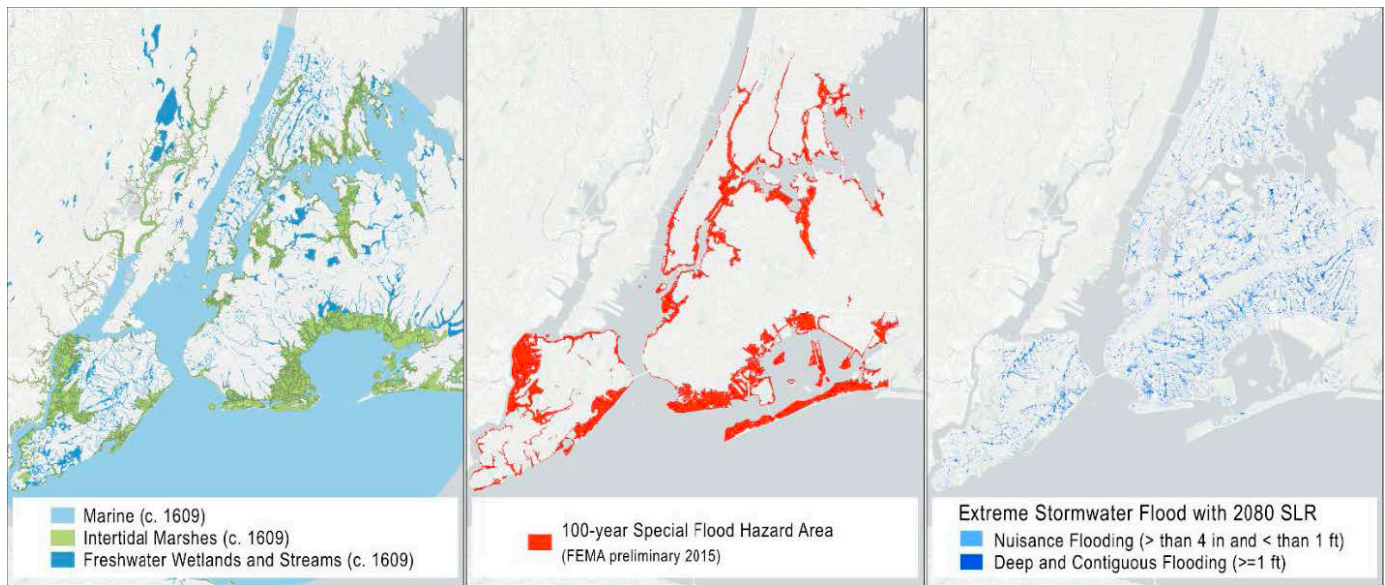 Marine (c. 1609)
Intertidal Marshes (c. 1609)
Freshwater Wetlands and Streams (c. 1609)
100-year Special Flood Hazard Area
(FEMA preliminary 2015)
Extreme Stormwater Flood with 2080 SLR
Nuisance Flooding (> than 4 in and < than 1 ft)
Deep and Contiguous Flooding (>=1 ft)